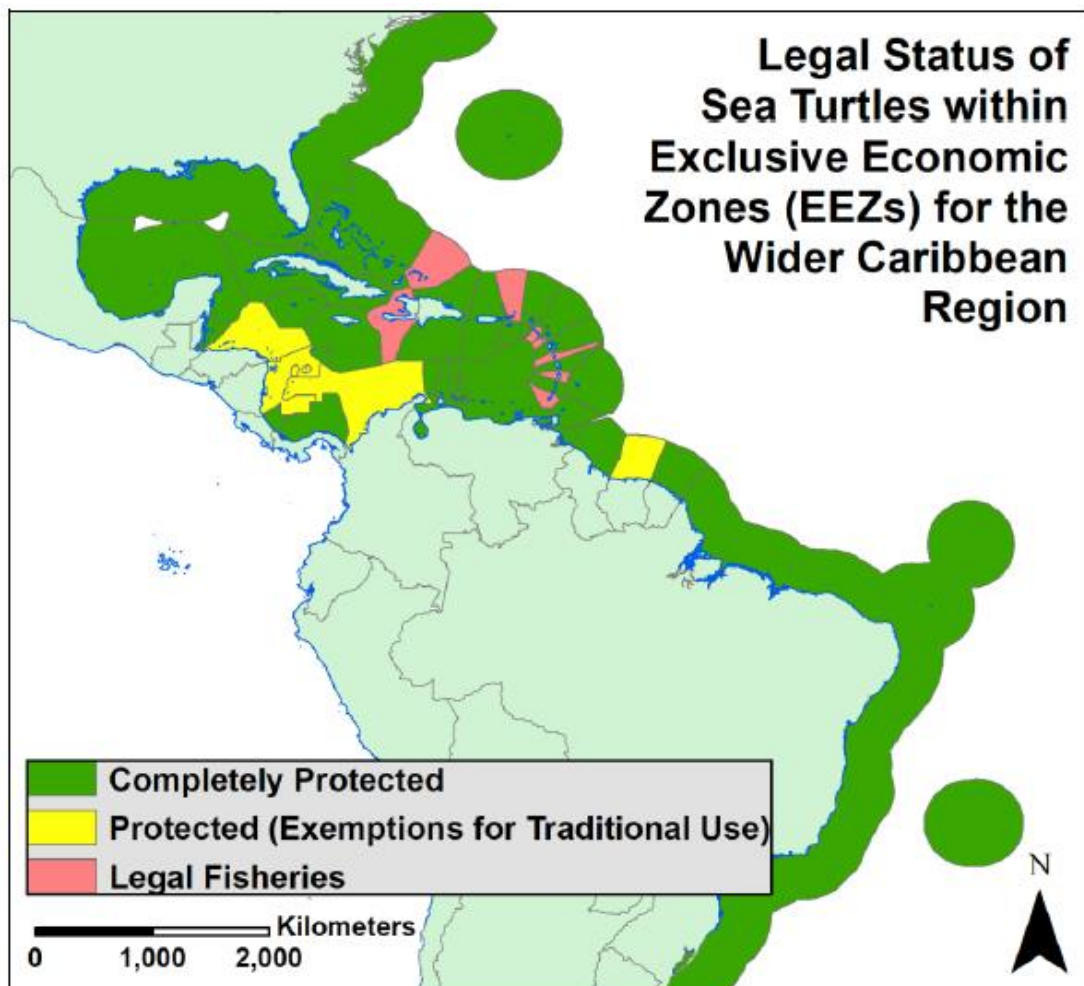 Legal Status of
Sea Turtles within
Exclusive Economic
Zones (EEZs) for the
Wider Caribbean
Region
Completely Protected
Protected (Exemptions for Traditional Use)
Legal Fisheries
Kilometers
0 1,000 2,000
N